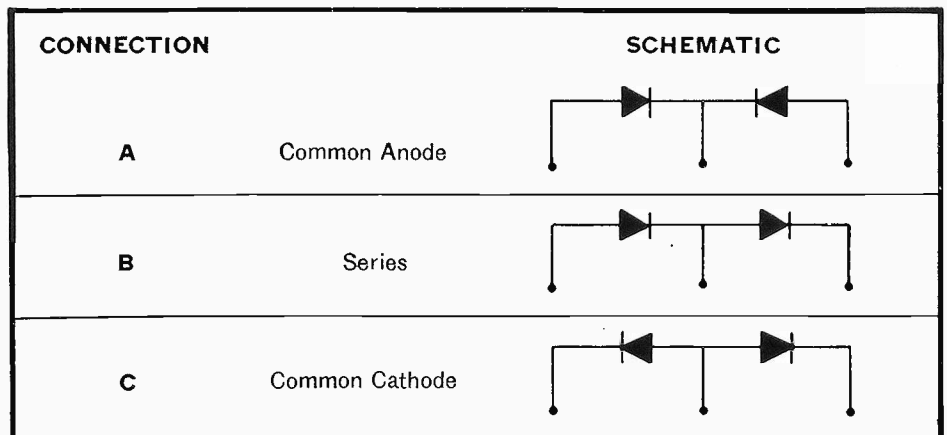 CONNECTION SCHEMATIC
A Common Anode
B Series
C Common Cathode